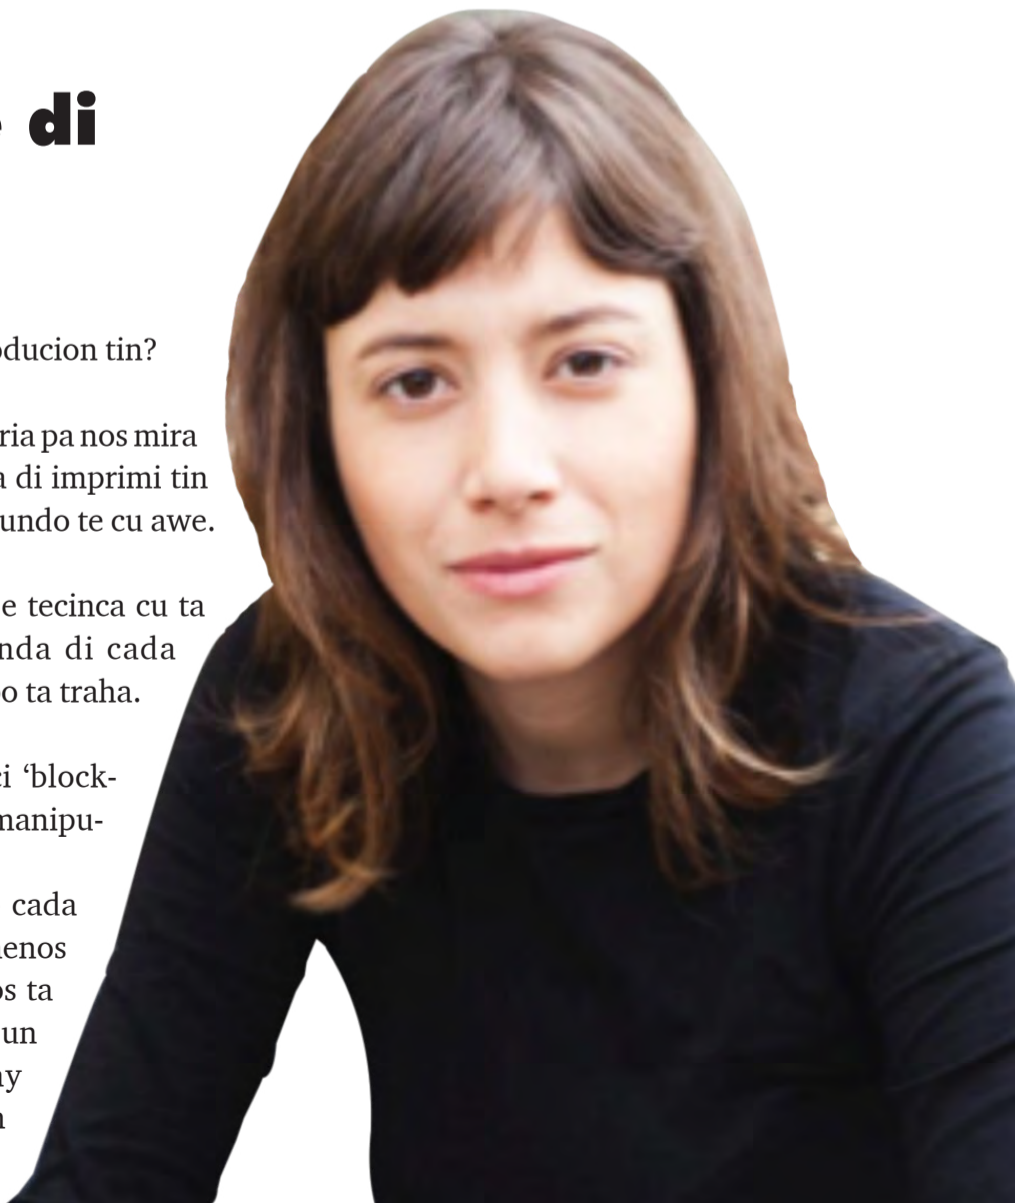 di
oducion tin?
ria pa nos mira
a di imprimi tin
undo te cu awe.
e tecinca cu ta
nda di cada
o ta traha.
ci ‘block-
manipu-
cada
enos
os ta
un
ay